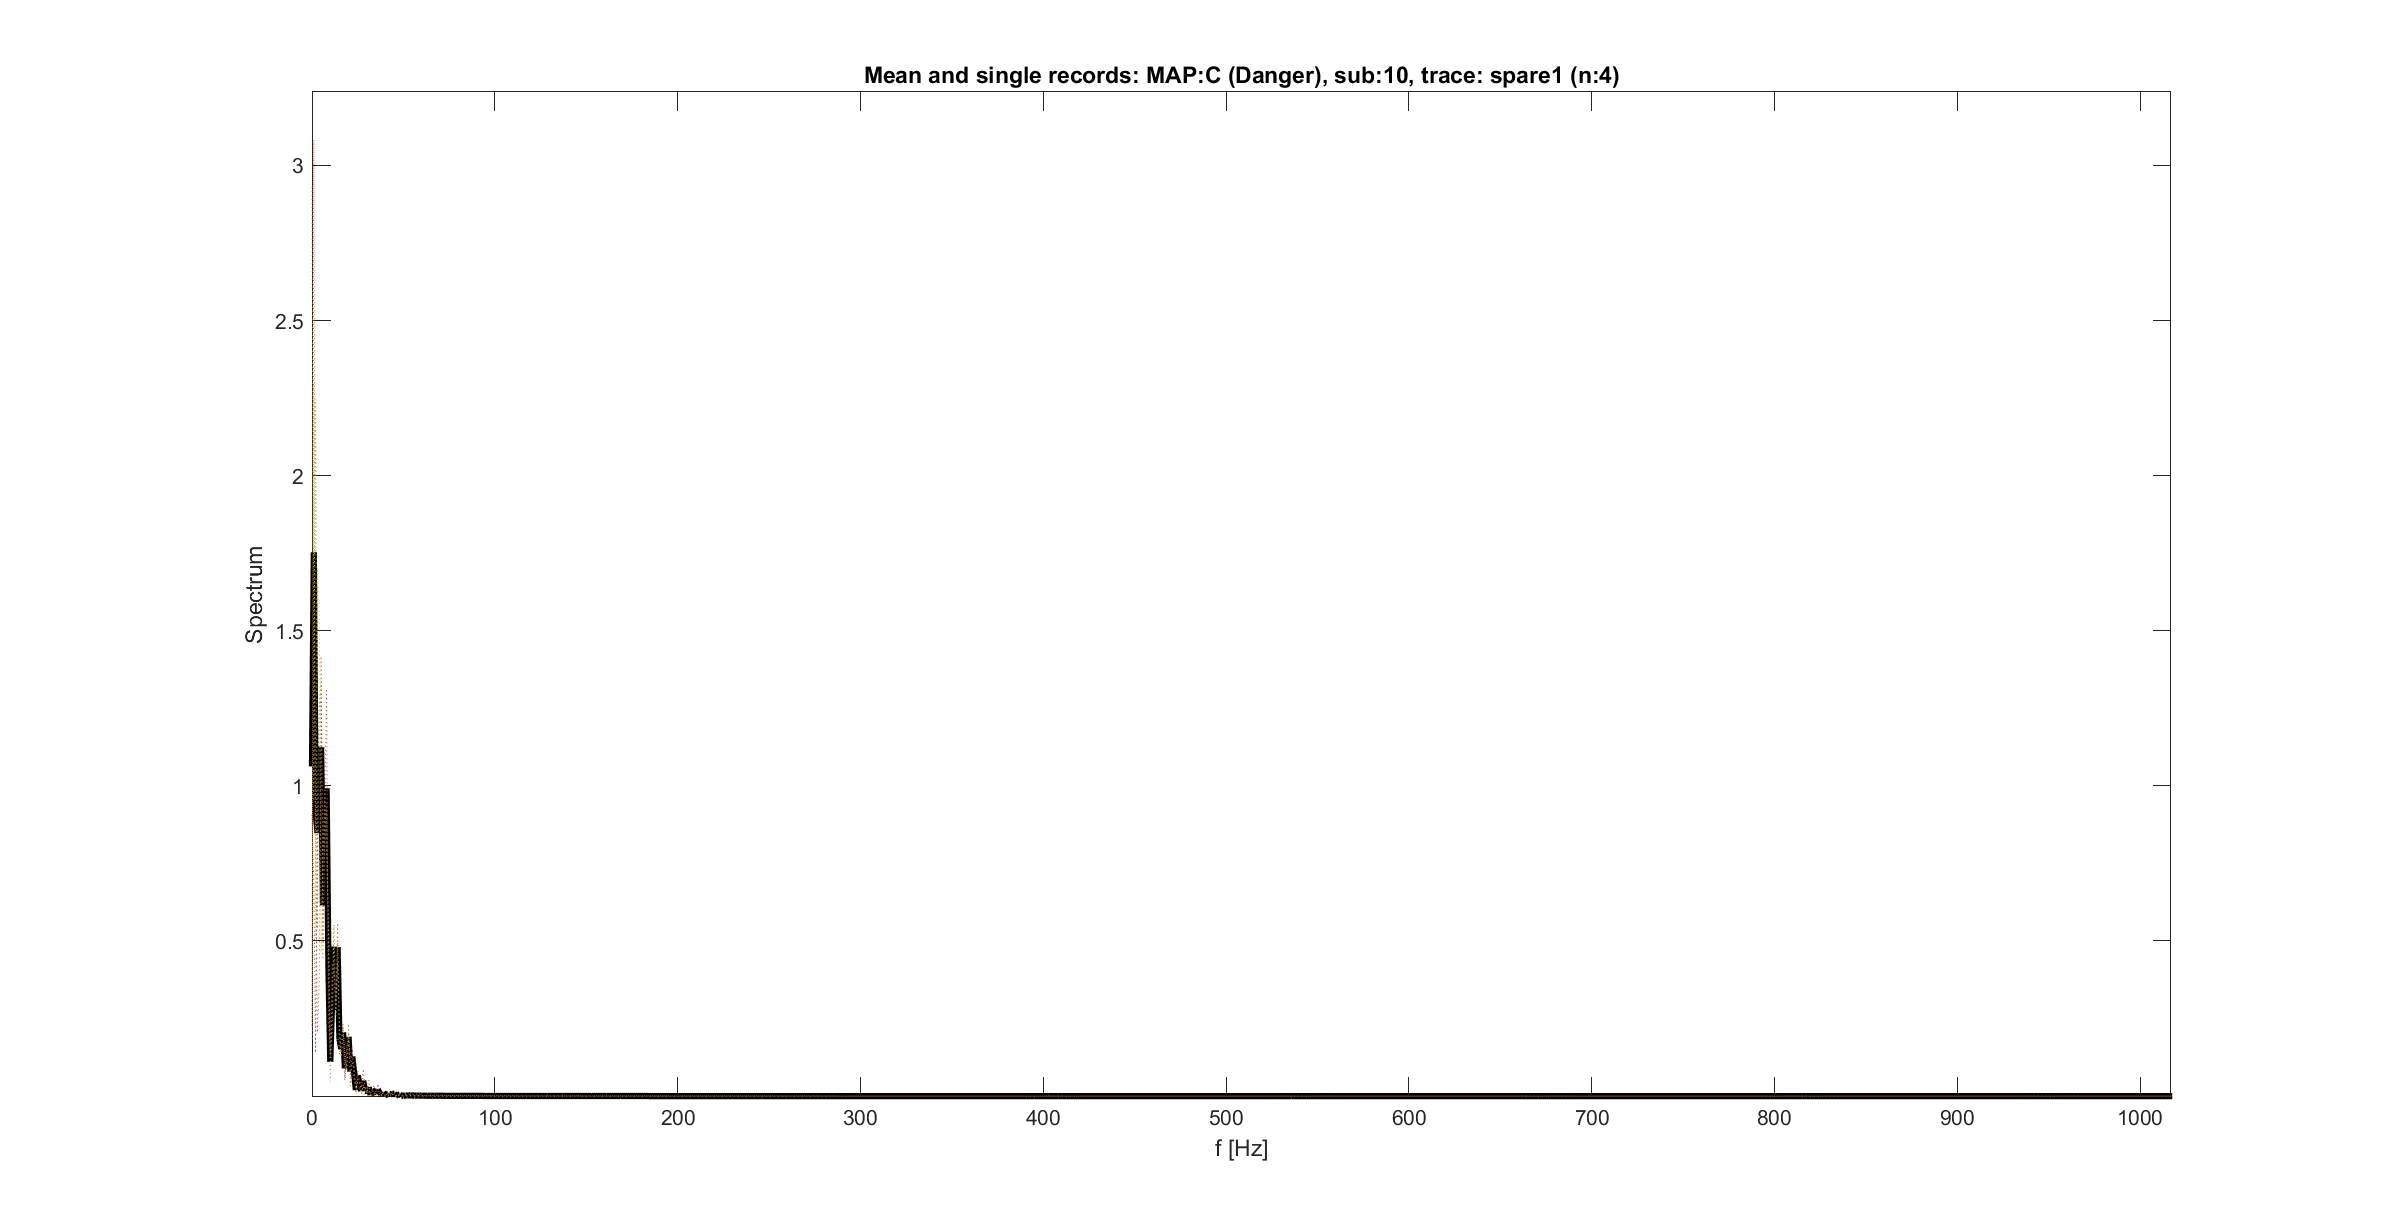 Mean and single records: MAP:C (Danger), sub:10, trace: spare1 (n:4)
3
2.5
2
1.5
1
0.5
Spectrum
0 100 200 300 400 500 600 700 800 900 1000
f [Hz]